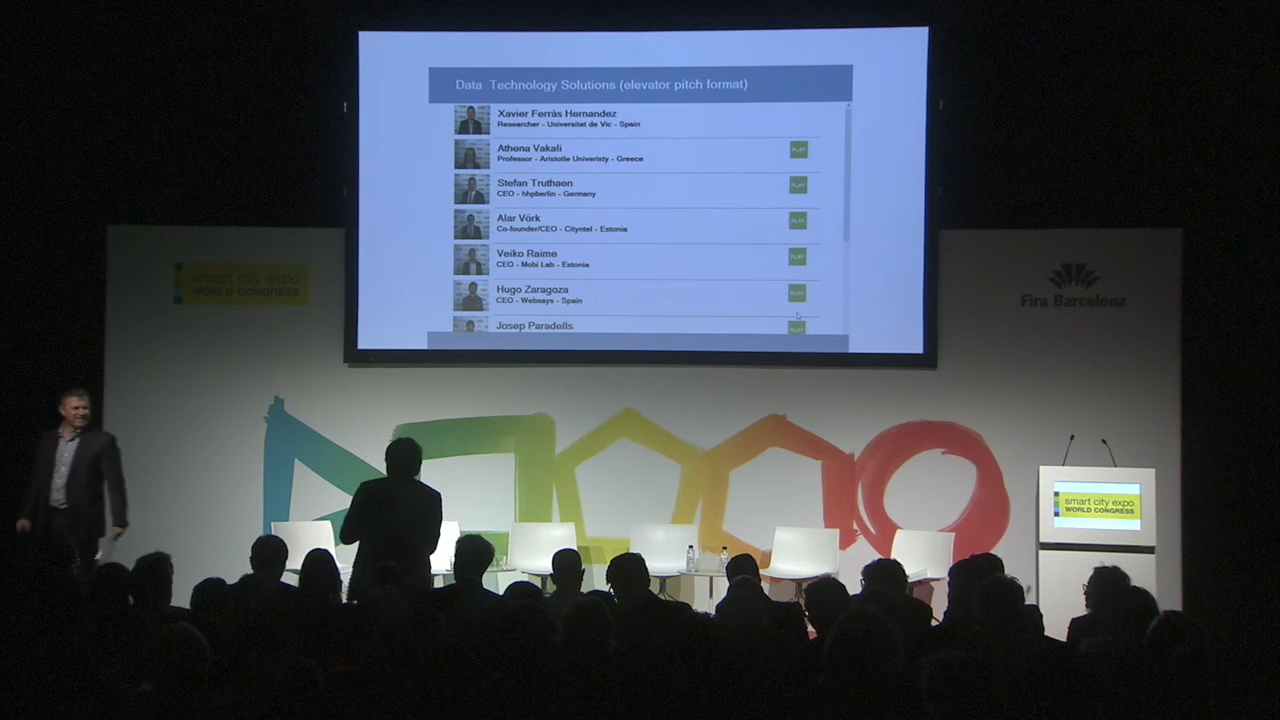 Data Technology Solutions (elevator pitch format)
Xavier Ferràs Hernandez
Researcher - Universitat de Vic - Spain
Athena Vakali
Professor - Aristotle Univeristy - Greece
PLAY
Stefan Truthaen
CEO - hhpberlin - Germany
PLAY
Alar Võrk
Co-founder/CEO - Cityntel - Estonia
PLAY
Veiko Raime
CEO - Mobi Lab - Estonia
PLAY
Hugo Zaragoza
CEO - Websays - Spain
PLAY
Josep Paradells
PLAY
smart city expo
WORLD CONGRESS
Fira Barcelona
smart city expo
WORLD CONGRESS